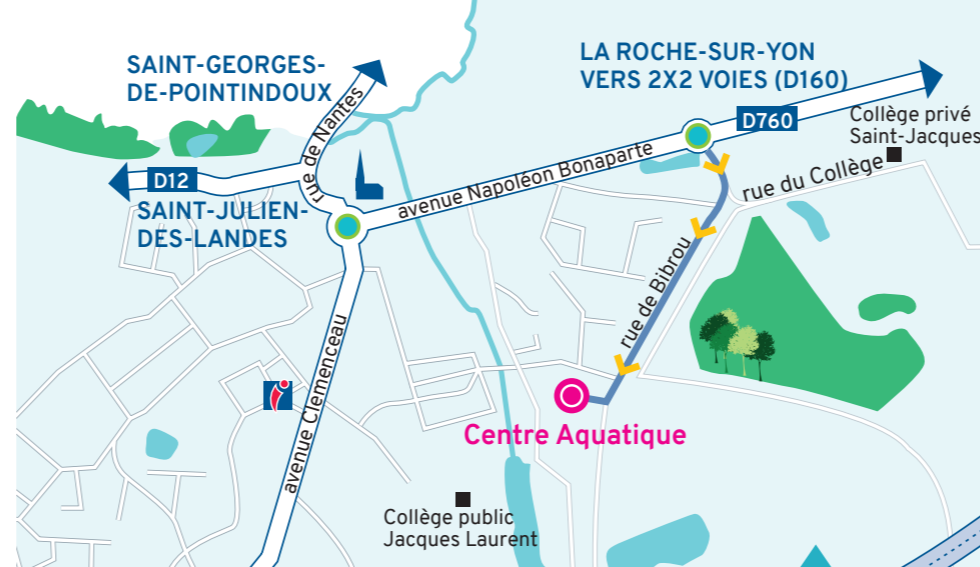 SAINT-GEORGES-
DE-POINTINDOUX
LA ROCHE-SUR-YON
VERS 2X2 VOIES (D160)
rue de Nantes
D760
Collège privé
Saint-Jacques
D12
avenue Napoléon Bonaparte
rue du Collège
SAINT-JULIEN-
DES-LANDES
rue de Bibrou
avenue Clemenceau
Centre Aquatique
Collège public
Jacques Laurent